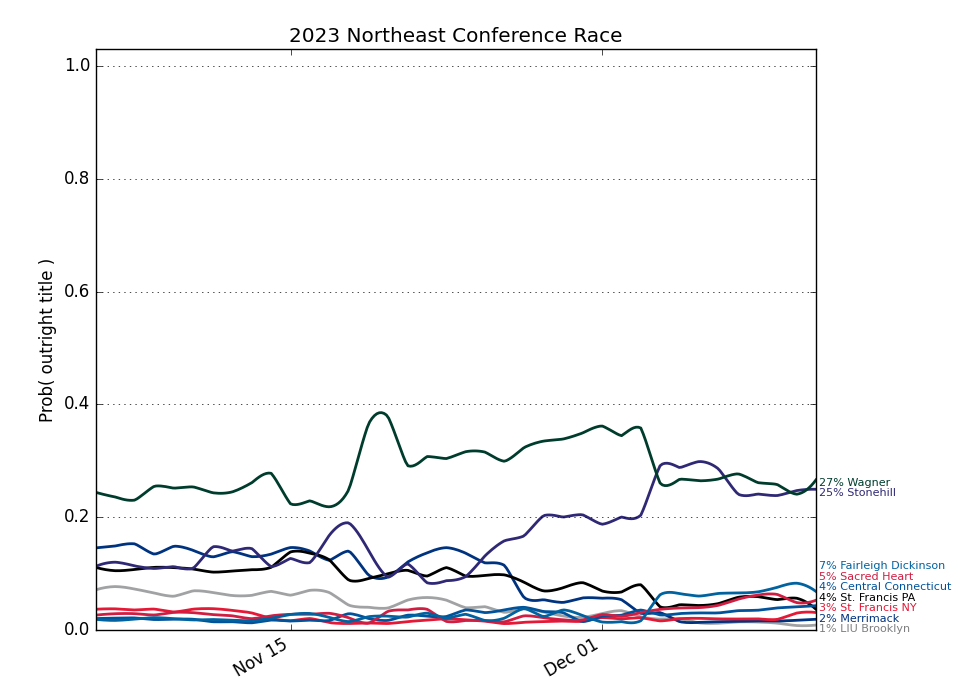 2023 Northeast Conference Race
Prob( outright title )
1.0
0.8
0.6
0.4
0.2
0.0
Nov 15
Dec 01
27% Wagner
25% Stonehill
7% Fairleigh Dickinson
5% Sacred Heart
4% Central Connecticut
4% St. Francis PA
3% St. Francis NY
2% Merrimack
1% LIU Brooklyn